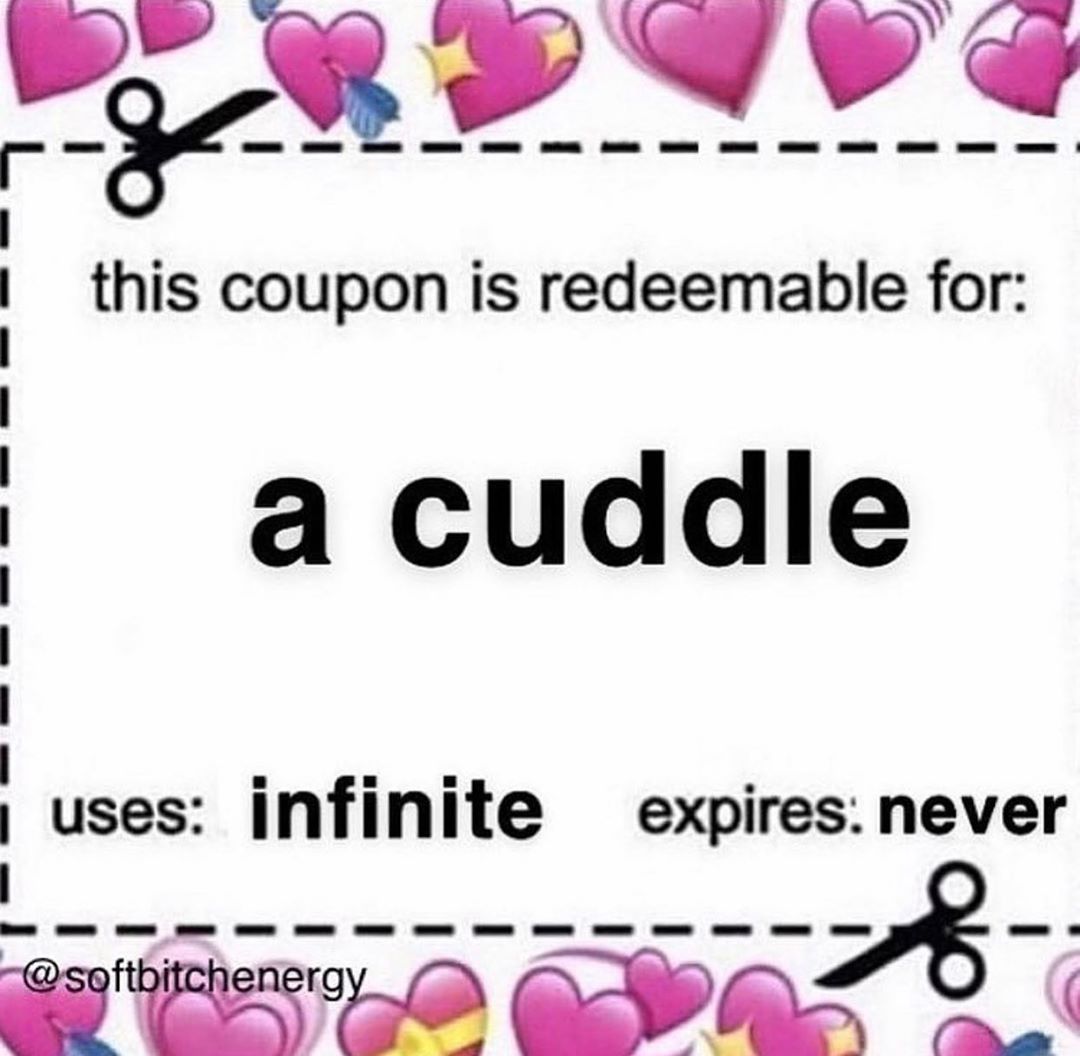 this coupon is redeemable for:
a cuddle
uses: infinite expires: never
@softbitchenergy